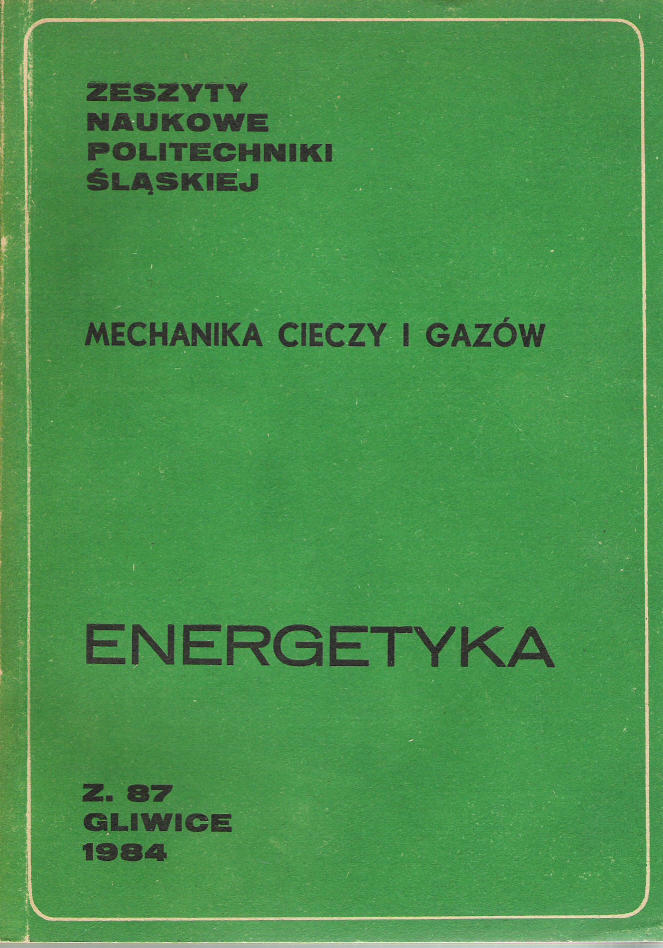 ZESZYTY
NAUKOWE
POLITECHNIKI
ŚLĄSKIEJ
MECHANIKA CIECZY I GAZÓW
ENERGETYKA
Z. 87
GLIWICE
1984